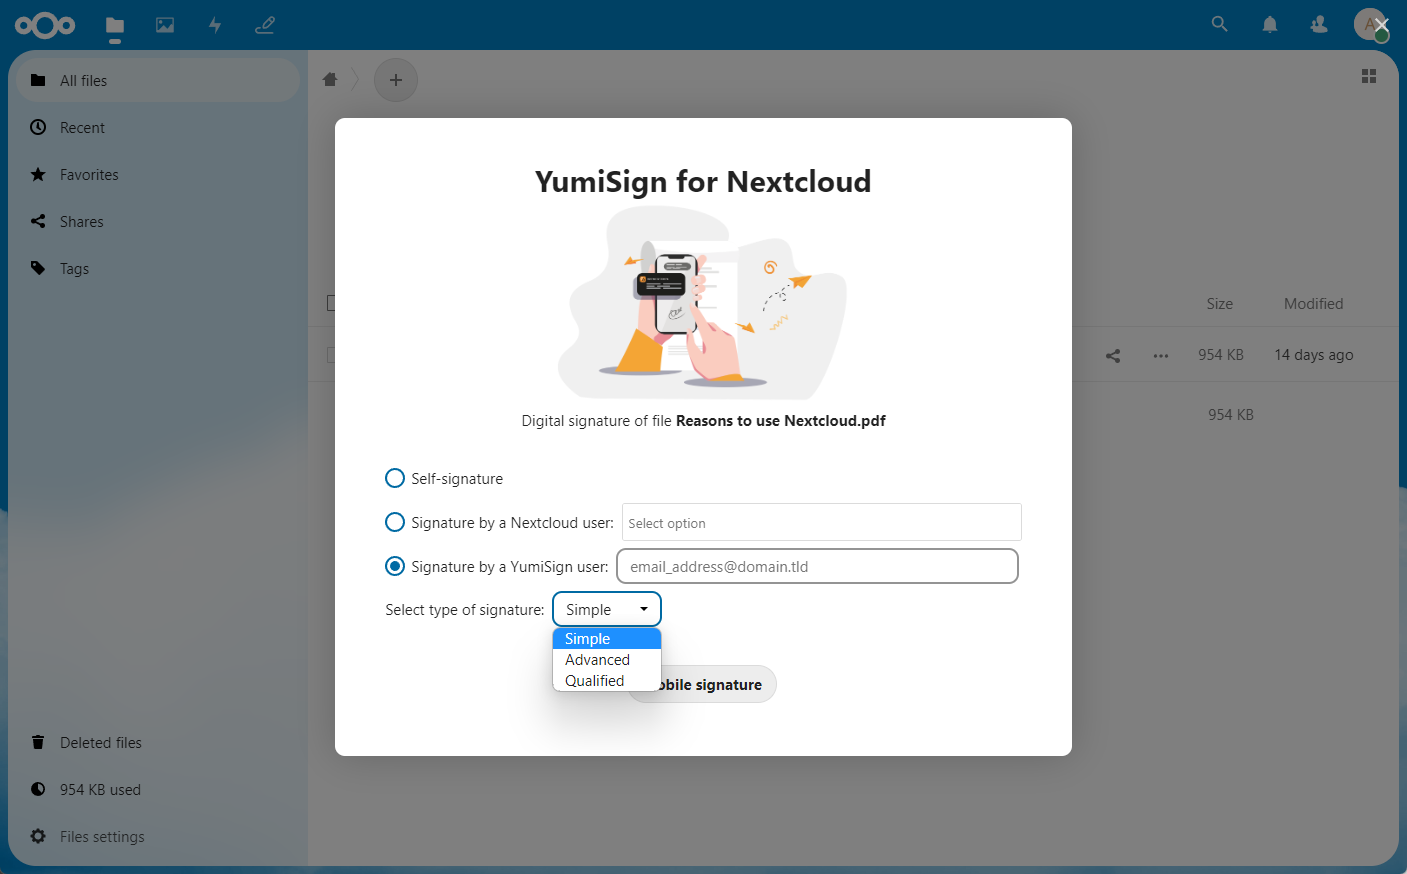 A
All files
Recent
Favorites
Shares
Tags
YumiSign for Nextcloud
Size Modified
954 KB 14 days ago
954 KB
Digital signature of file Reasons to use Nextcloud.pdf
Self-signature
Signature by a Nextcloud user: Select option
Signature by a YumiSign user: email_address@domain.tld
Select type of signature: Simple
Simple
Advanced
Qualified
obile signature
Deleted files
954 KB used
Files settings